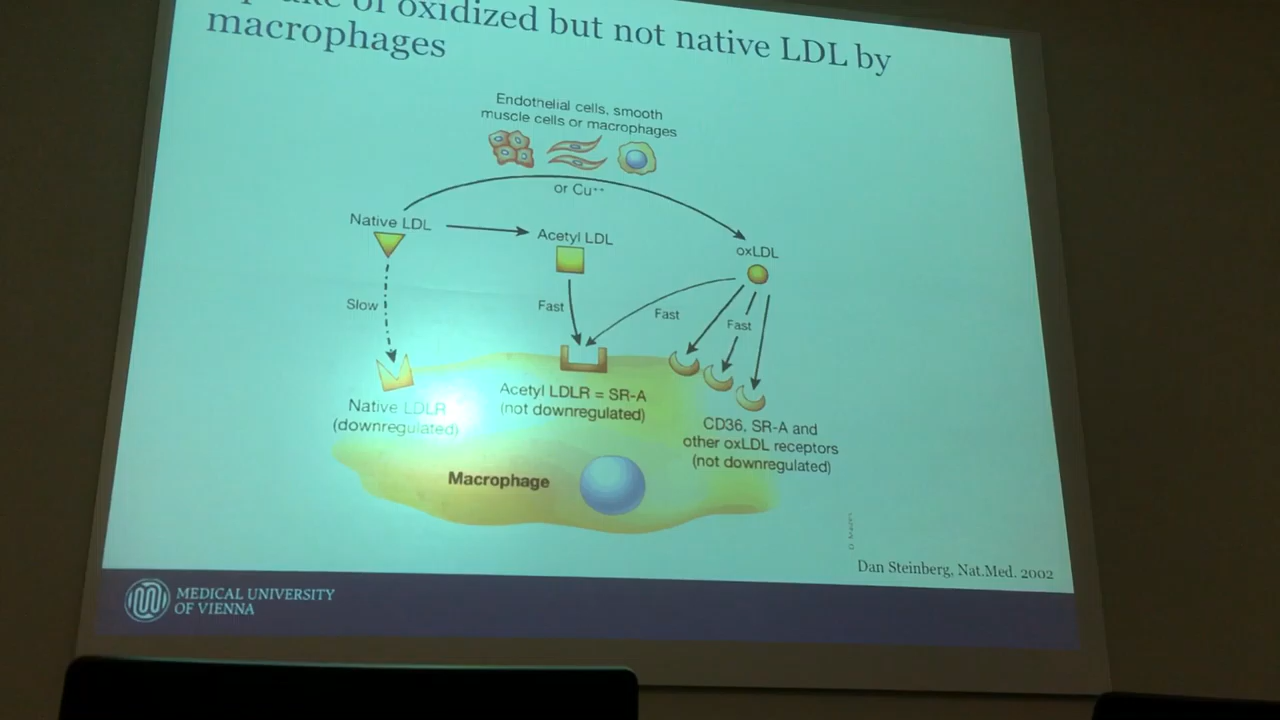 of oxidized but not native LDL by
macrophages
Endothelial cells, smooth
muscle cells or macrophages
or Cu++
Native LDL
Acetyl LDL
oxLDL
Slow
Fast
Fast
Fast
Native LDLR
(downregulated)
Acetyl LDLR = SR-A
(not downregulated)
CD36, SR-A and
other oxLDL receptors
(not downregulated)
Macrophage
Dan Steinberg, Nat.Med. 2002
MEDICAL UNIVERSITY
OF VIENNA